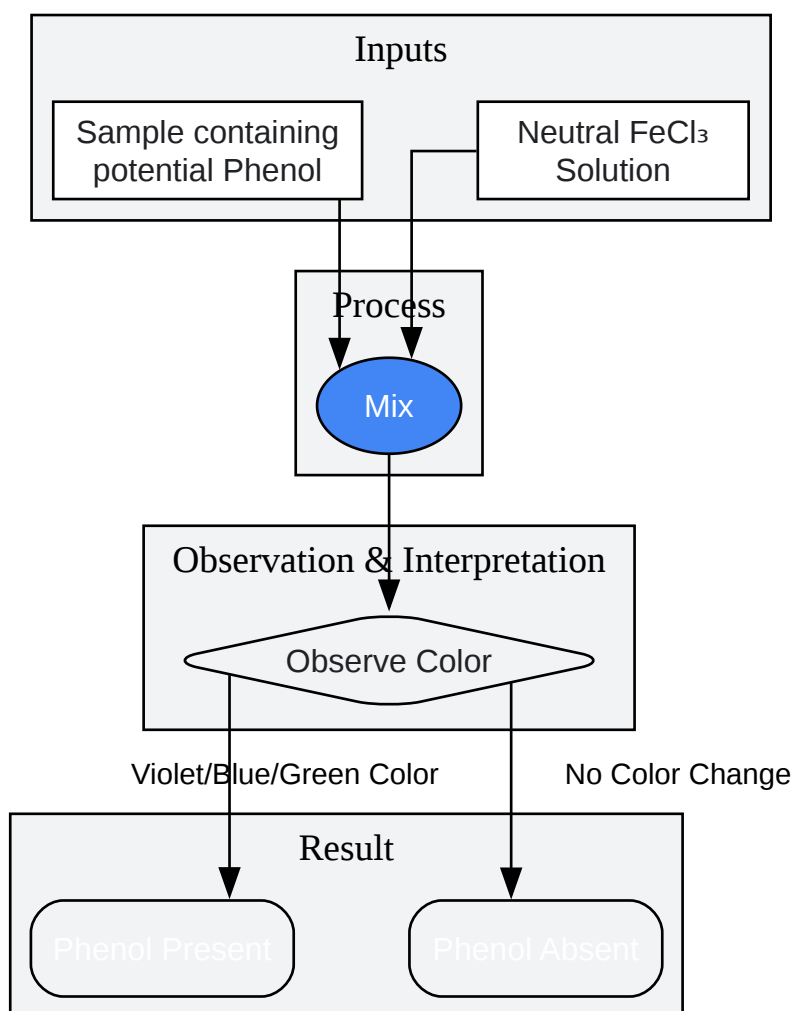 Inputs
Sample containing
potential Phenol
Neutral FeCl₃
Solution
Process
Mix
Observation & Interpretation
Observe Color
Violet/Blue/Green Color
No Color Change
Result
Phenol Present
Phenol Absent